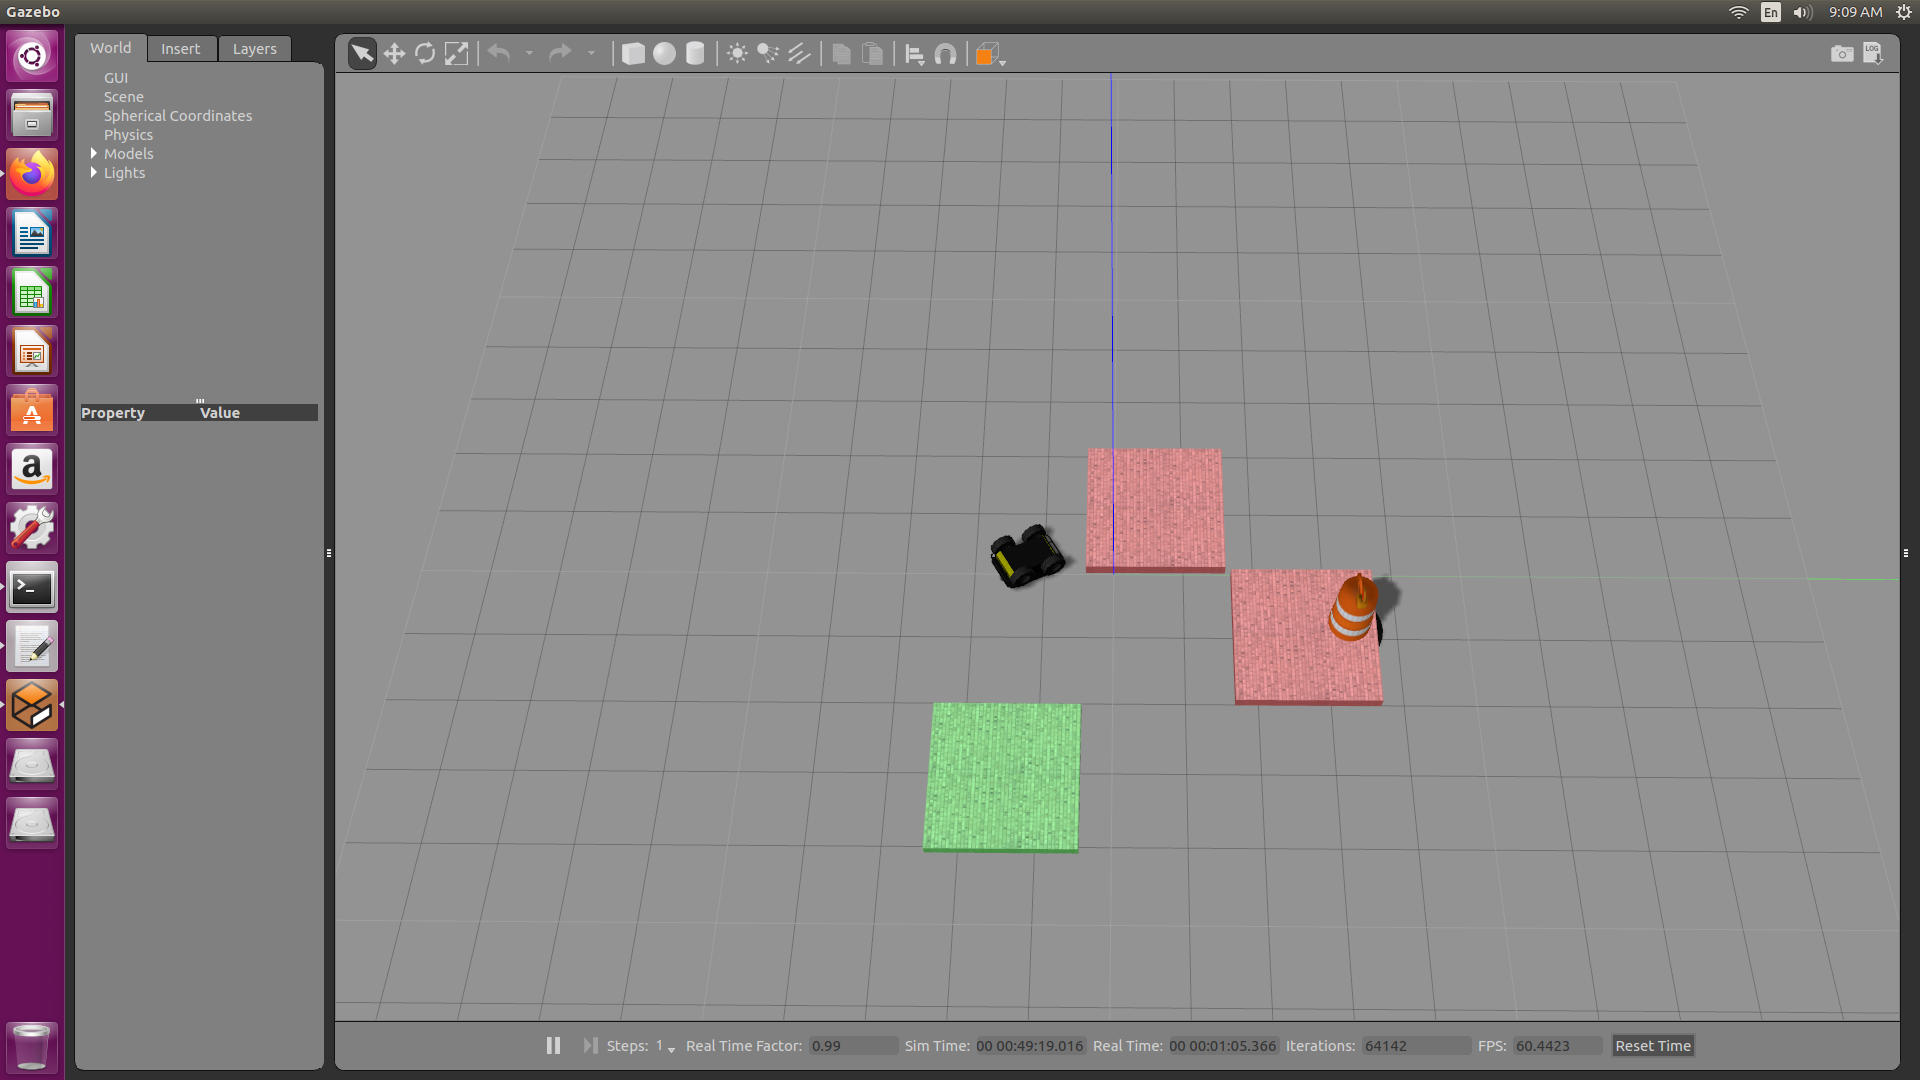 Gazebo
En
9:09 AM
World Insert Layers
LOG
GUI
Scene
Spherical Coordinates
Physics
Models
Lights
Property Value
Steps: 1 Real Time Factor: 0.99 Sim Time: 00 00:49:19.016 Real Time: 00 00:01:05.366 Iterations: 64142 FPS: 60.4423 Reset Time